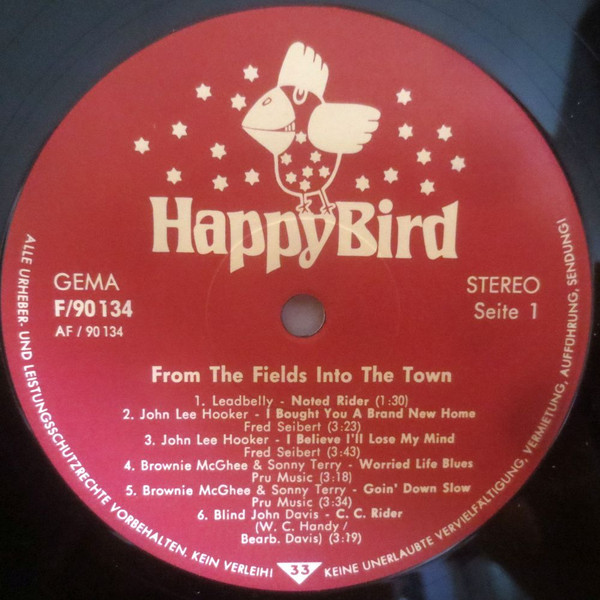 HappyBird
GEMA
F/90 134
AF / 90 134
STEREO
Seite 1
From The Fields Into The Town
1. Leadbelly - Noted Rider (1:30)
2. John Lee Hooker - I Bought You A Brand New Home
Fred Seibert (3:23)
3. John Lee Hooker - I Believe I'll Lose My Mind
Fred Seibert (3:43)
4. Brownie McGhee & Sonny Terry - Worried Life Blues
Pru Music (3:18)
5. Brownie McGhee & Sonny Terry - Goin' Down Slow
Pru Music (3:34)
6. Blind John Davis - C. C. Rider
(W. C. Handy /
Bearb. Davis) (3:19)
ALLE URHEBER- UND LEISTUNGSSCHUTZRECHTE VORBEHALTEN. KEIN VERLEIH! KEINE UNERLAUBTE VERVIELFÄLTIGUNG, VERMIETUNG, AUFFÜHRUNG, SENDUNG!
33